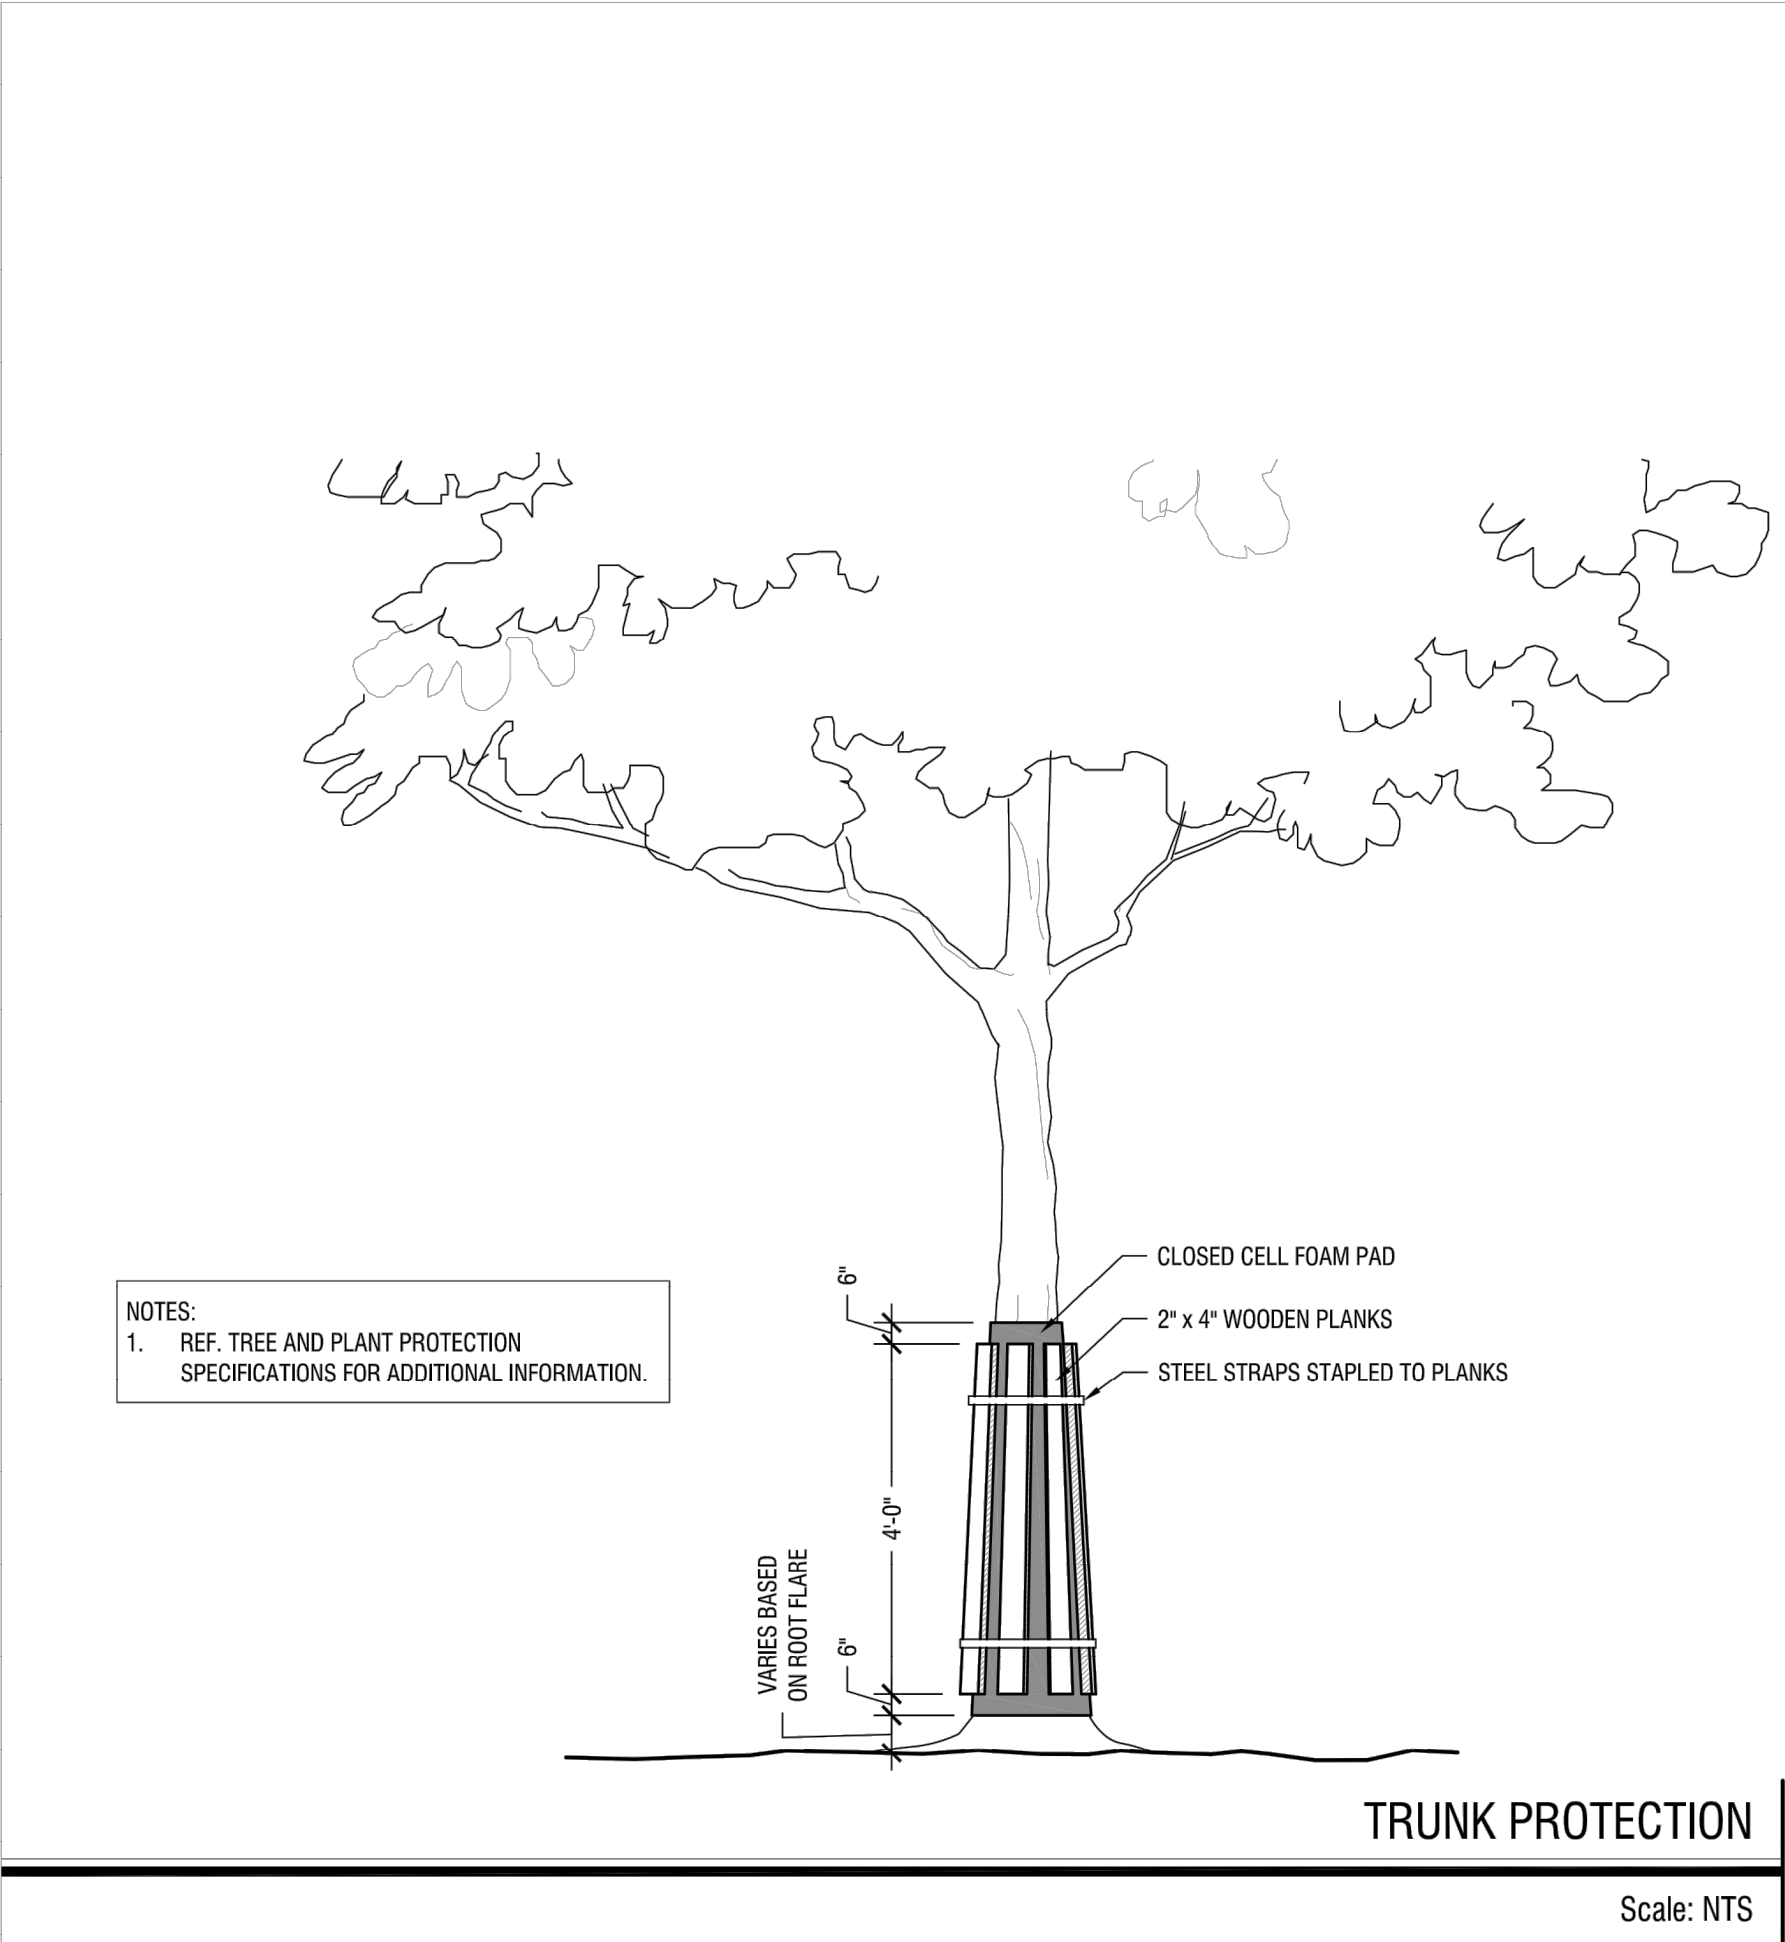 6"
CLOSED CELL FOAM PAD
2" x 4" WOODEN PLANKS
STEEL STRAPS STAPLED TO PLANKS
NOTES:
1. REF. TREE AND PLANT PROTECTION
SPECIFICATIONS FOR ADDITIONAL INFORMATION.
4'-0"
VARIES BASED
ON ROOT FLARE
6"
TRUNK PROTECTION
Scale: NTS